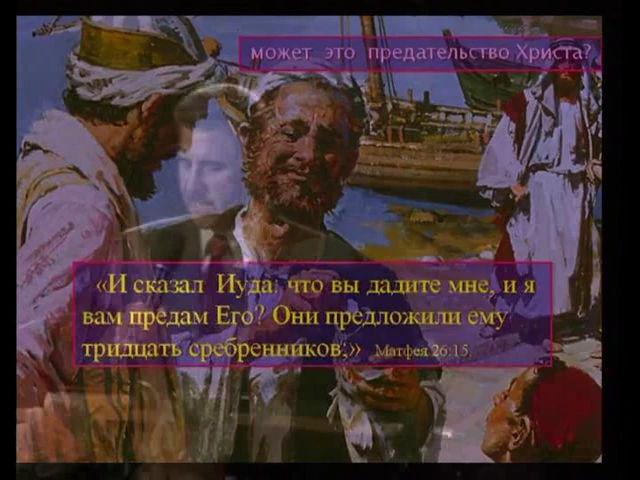 может это предательство Христа?
«И сказал Иуда: что вы дадите мне, и я
вам предам Его? Они предложили ему
тридцать сребренников;» Матфея 26:15